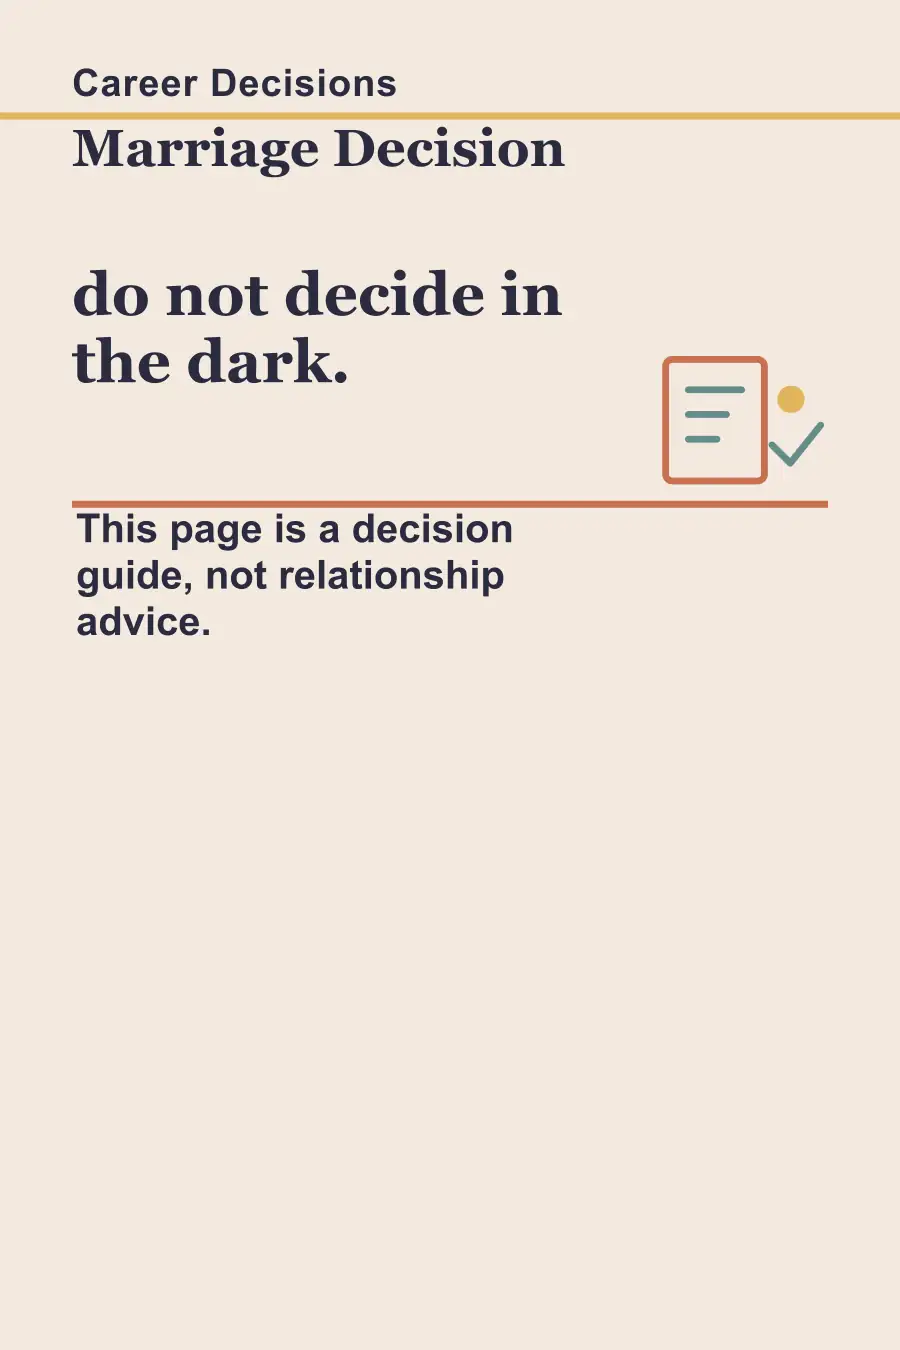 Career Decisions
Marriage Decision
do not decide in
the dark.
This page is a decision
guide, not relationship
advice.